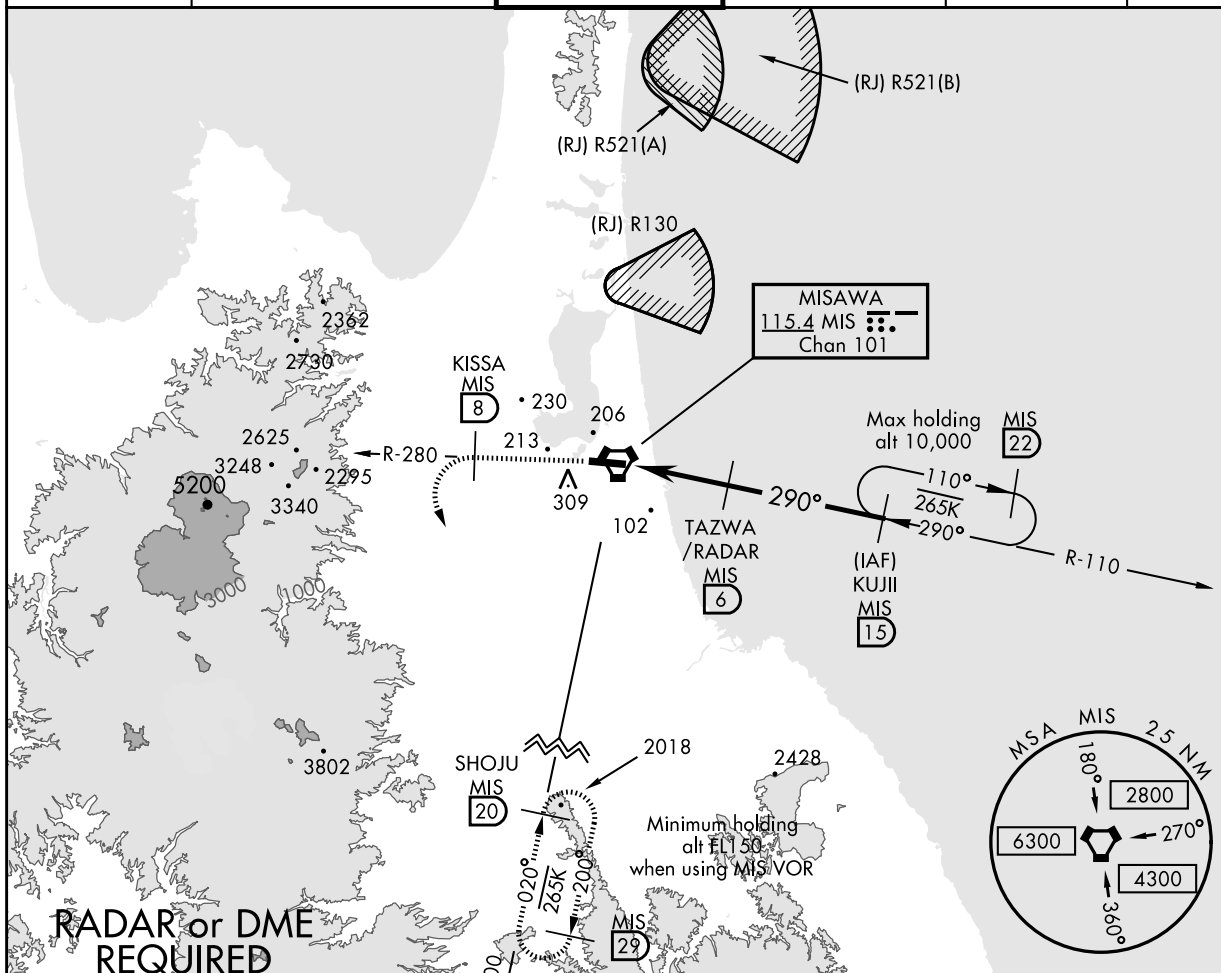 (RJ) R521(B)
(RJ) R521(A)
(RJ) R130
MISAWA
115.4 MIS
Chan 101
2362
2730
KISSA
MIS
8
230
206
213
Max holding
alt 10,000
MIS
22
2625
3248
2295
5200
3340
R-280
309
102
290°
110°
265K
290°
R-110
TAZWA
/RADAR
MIS
6
(IAF)
KUJII
MIS
15
3000
1000
3802
SHOJU
MIS
20
2018
2428
Minimum holding
alt FL150
when using MIS VOR
020°
265K
200°
MIS
29
RADAR or DME
REQUIRED
MSA MIS 25 NM
180°
2800
6300
270°
4300
360°